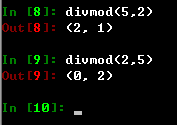 In [8]: divmod(5,2)
Out[8]: (2, 1)
In [9]: divmod(2,5)
Out[9]: (0, 2)
In [10]: